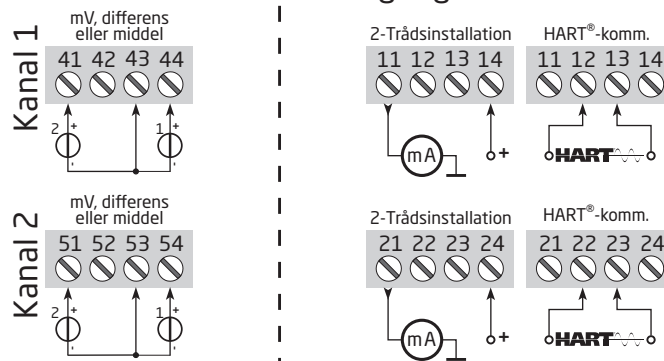 Kanal 1
mV, differens
eller middel
41 42 43 44
2 + -
1 + -
2-Trådsinstallation
11 12 13 14
mA
+
HART®-komm.
11 12 13 14
HART
Kanal 2
mV, differens
eller middel
51 52 53 54
2 + -
1 + -
2-Trådsinstallation
21 22 23 24
mA
+
HART®-komm.
21 22 23 24
HART